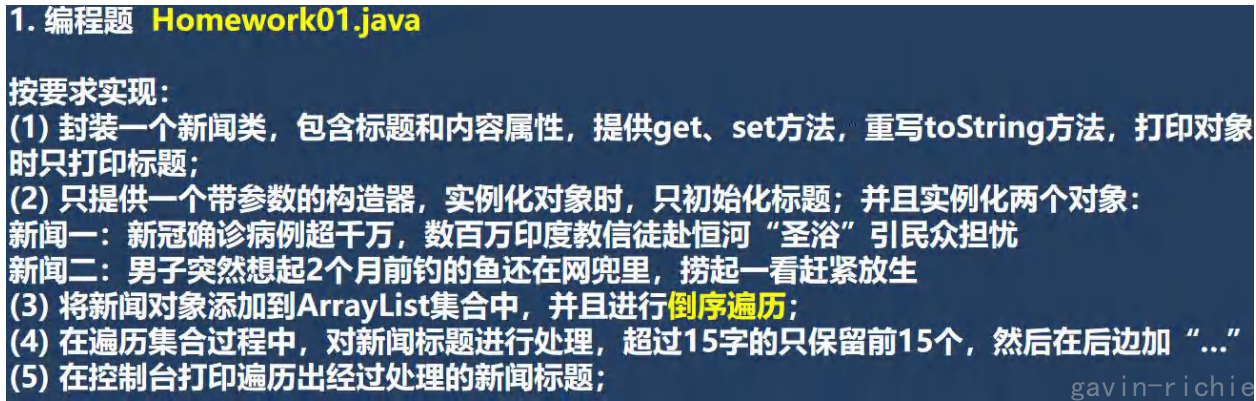 1. 编程题 Homework01.java
按要求实现：
(1) 封装一个新闻类，包含标题和内容属性，提供get、set方法，重写toString方法，打印对象
时只打印标题；
(2) 只提供一个带参数的构造器，实例化对象时，只初始化标题；并且实例化两个对象：
新闻一：新冠确诊病例超千万，数百万印度教信徒赴恒河“圣浴”引民众担忧
新闻二：男子突然想起2个月前钓的鱼还在网兜里，捞起一看赶紧放生
(3) 将新闻对象添加到ArrayList集合中，并且进行倒序遍历；
(4) 在遍历集合过程中，对新闻标题进行处理，超过15字的只保留前15个，然后在后边加“...”
(5) 在控制台打印遍历出经过处理的新闻标题；
gavin-richie